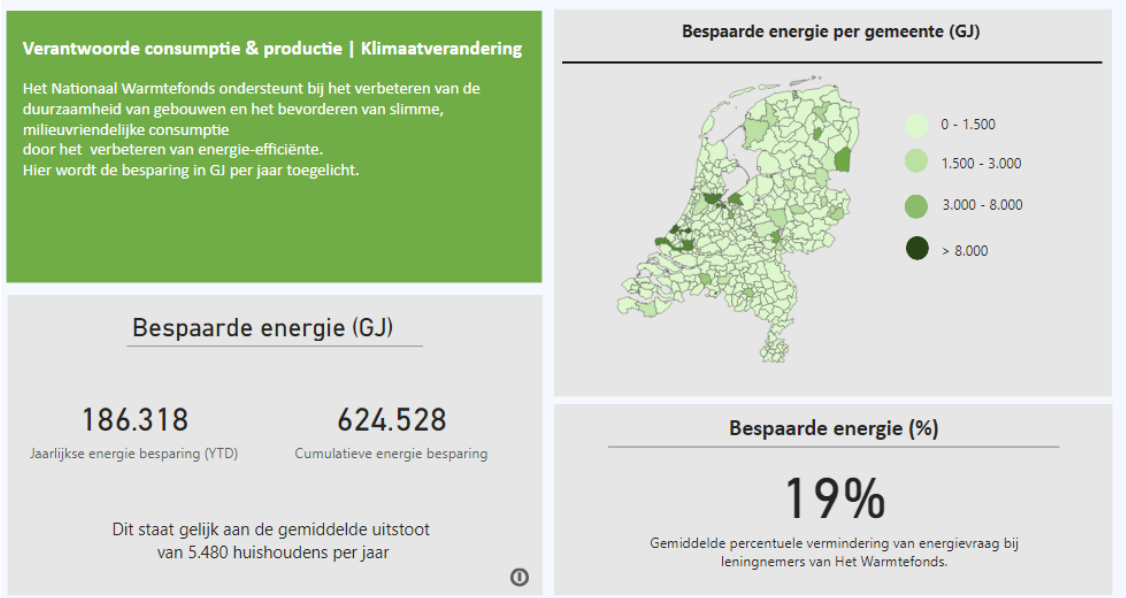 Verantwoorde consumptie & productie | Klimaatverandering
Het Nationaal Warmtefonds ondersteunt bij het verbeteren van de
duurzaamheid van gebouwen en het bevorderen van slimme,
milieuvriendelijke consumptie
door het  verbeteren van energie-efficiënte.
Hier wordt de besparing in GJ per jaar toegelicht.
Bespaarde energie (GJ)
186.318
Jaarlijkse energie besparing (YTD)
624.528
Cumulatieve energie besparing
Dit staat gelijk aan de gemiddelde uitstoot
van 5.480 huishoudens per jaar
Bespaarde energie per gemeente (GJ)
0 - 1.500
1.500 - 3.000
3.000 - 8.000
> 8.000
Bespaarde energie (%)
19%
Gemiddelde percentuele vermindering van energievraag bij
leningnemers van Het Warmtefonds.